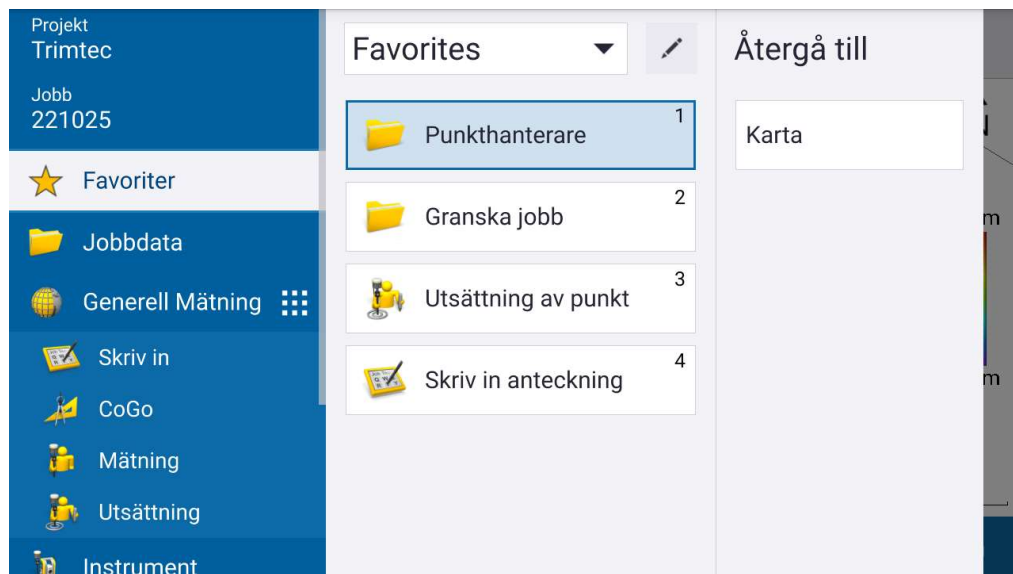 Projekt
Trimtec
Jobb
221025
Favoriter
Jobbdata
Generell Mätning
Skriv in
CoGo
Mätning
Utsättning
Instrument
Favorites
Punkthanterare 1
Granska jobb 2
Utsättning av punkt 3
Skriv in anteckning 4
Återgå till
Karta
m
m